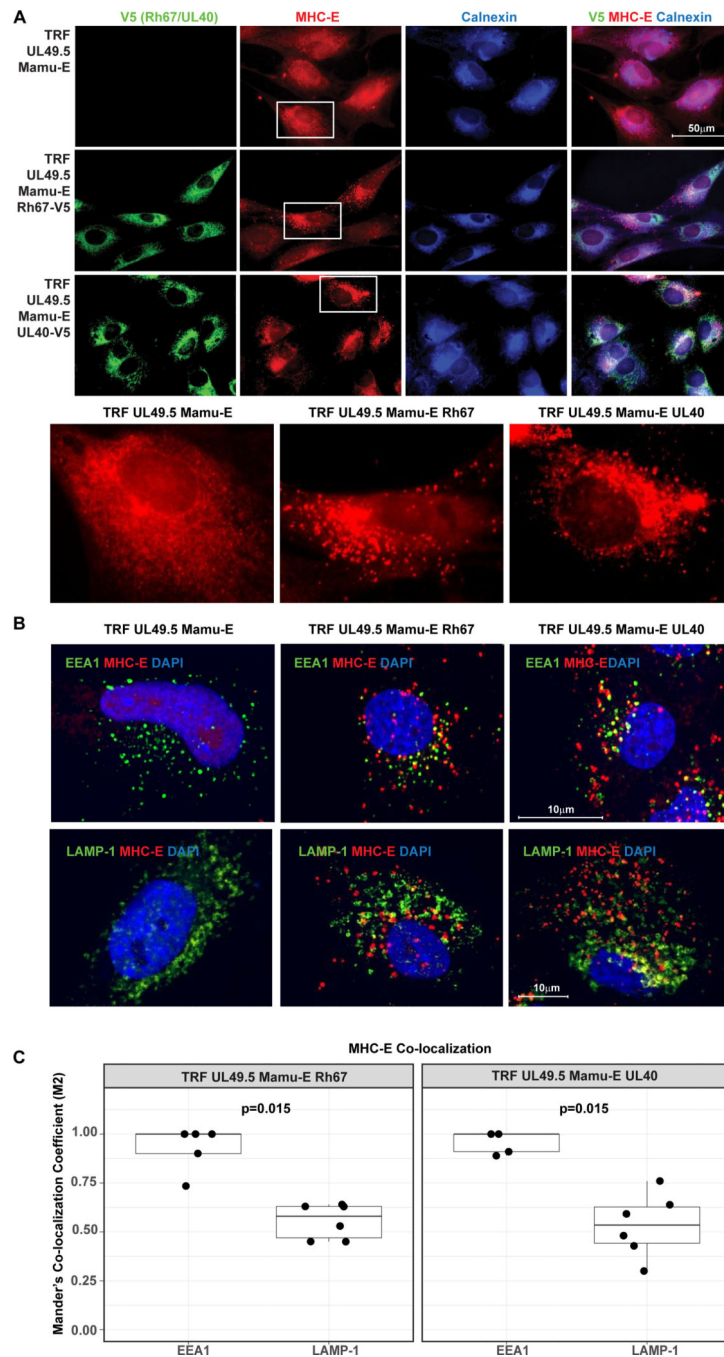 A
V5 (Rh67/UL40) MHC-E Calnexin V5 MHC-E Calnexin
TRF
UL49.5
Mamu-E
50μm
TRF
UL49.5
Mamu-E
Rh67-V5
TRF
UL49.5
Mamu-E
UL40-V5
TRF UL49.5 Mamu-E TRF UL49.5 Mamu-E Rh67 TRF UL49.5 Mamu-E UL40
B
TRF UL49.5 Mamu-E TRF UL49.5 Mamu-E Rh67 TRF UL49.5 Mamu-E UL40
EEA1 MHC-E DAPI EEA1 MHC-E DAPI EEA1 MHC-EDAPI
10μm
LAMP-1 MHC-E DAPI LAMP-1 MHC-E DAPI LAMP-1 MHC-E DAPI
10μm
C
MHC-E Co-localization
TRF UL49.5 Mamu-E Rh67 TRF UL49.5 Mamu-E UL40
Mander's Co-localization Coefficient (M2)
p=0.015 p=0.015
1.00
0.75
0.50
0.25
0.00
EEA1 LAMP-1 EEA1 LAMP-1